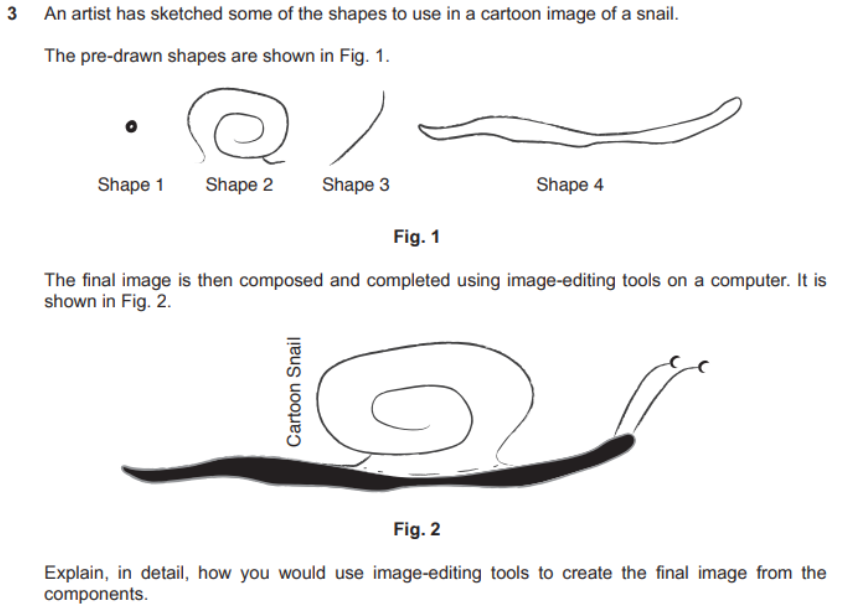 3 An artist has sketched some of the shapes to use in a cartoon image of a snail.
The pre-drawn shapes are shown in Fig. 1.
Shape 1 Shape 2 Shape 3 Shape 4
Fig. 1
The final image is then composed and completed using image-editing tools on a computer. It is
shown in Fig. 2.
Cartoon Snail
Fig. 2
Explain, in detail, how you would use image-editing tools to create the final image from the
components.